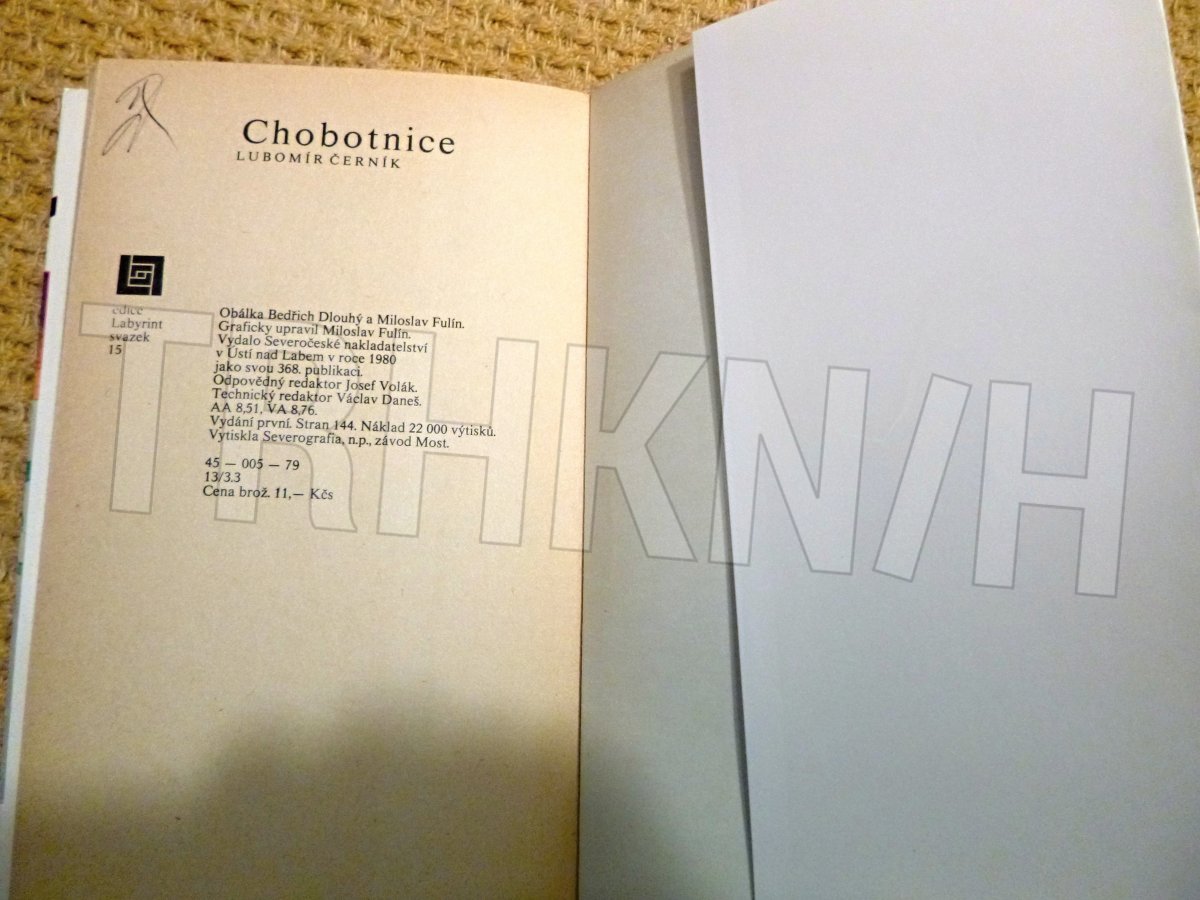 Chobotnice
LUBOMÍR ČERNÍK
edice
Labyrint
svazek
15
Obálka Bedřich Dlouhý a Miloslav Fulín.
Graficky upravil Miloslav Fulín.
Vydalo Severočeské nakladatelství
v Ústí nad Labem v roce 1980
jako svou 368. publikaci.
Odpovědný redaktor Josef Volák.
Technický redaktor Václav Daneš.
AA 8,51, VA 8,76.
Vydání první. Stran 144. Náklad 22 000 výtisků.
Vytiskla Severografia, n.p., závod Most.
45 — 005 — 79
13/3.3
Cena brož. 11,— Kčs
TRHKN/H